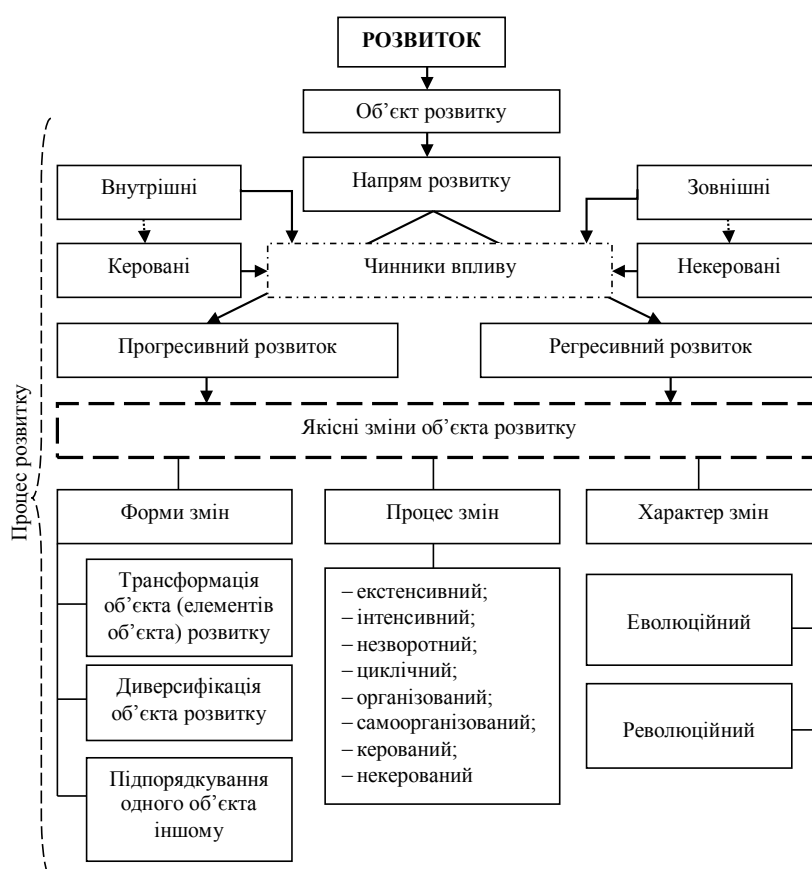 РОЗВИТОК
Об’єкт розвитку
Напрям розвитку
Внутрішні
Зовнішні
Керовані
Чинники впливу
Некеровані
Прогресивний розвиток
Регресивний розвиток
Якісні зміни об’єкта розвитку
Процес розвитку
Форми змін
Процес змін
Характер змін
Трансформація
об’єкта (елементів
об’єкта) розвитку
Диверсифікація
об’єкта розвитку
Підпорядкування
одного об’єкта
іншому
– екстенсивний;
– інтенсивний;
– незворотний;
– циклічний;
– організований;
– самоорганізований;
– керований;
– некерований
Еволюційний
Революційний